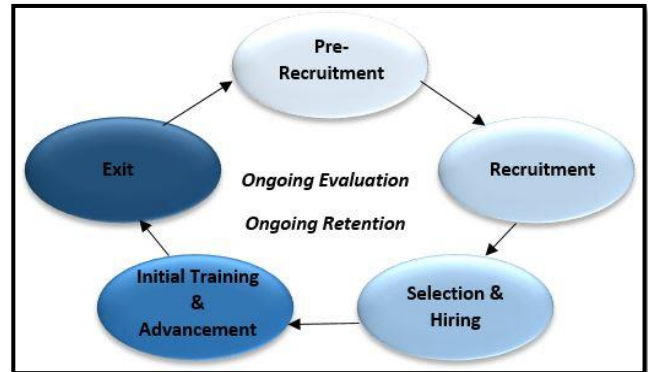 Pre-
Recruitment
Exit
Recruitment
Ongoing Evaluation
Ongoing Retention
Initial Training
&
Advancement
Selection &
Hiring